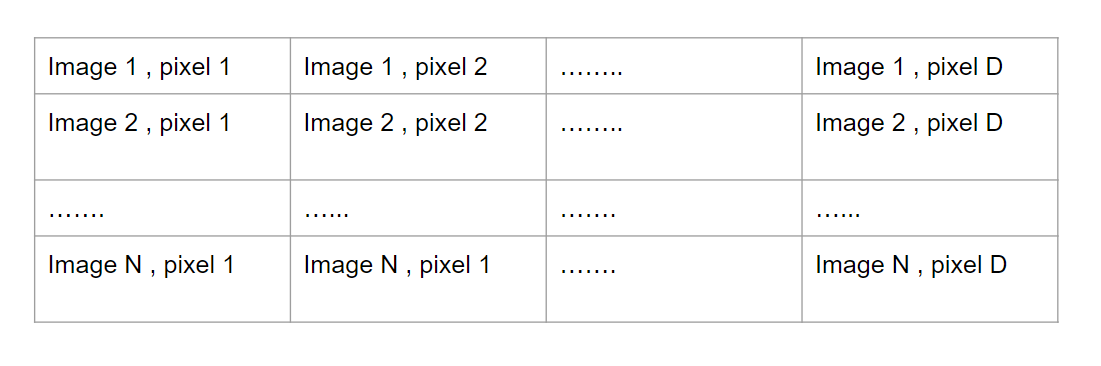 Image 1 , pixel 1 Image 1 , pixel 2 …….. Image 1 , pixel D
Image 2 , pixel 1 Image 2 , pixel 2 …….. Image 2 , pixel D
……. …... ……. …...
Image N , pixel 1 Image N , pixel 1 ……. Image N , pixel D